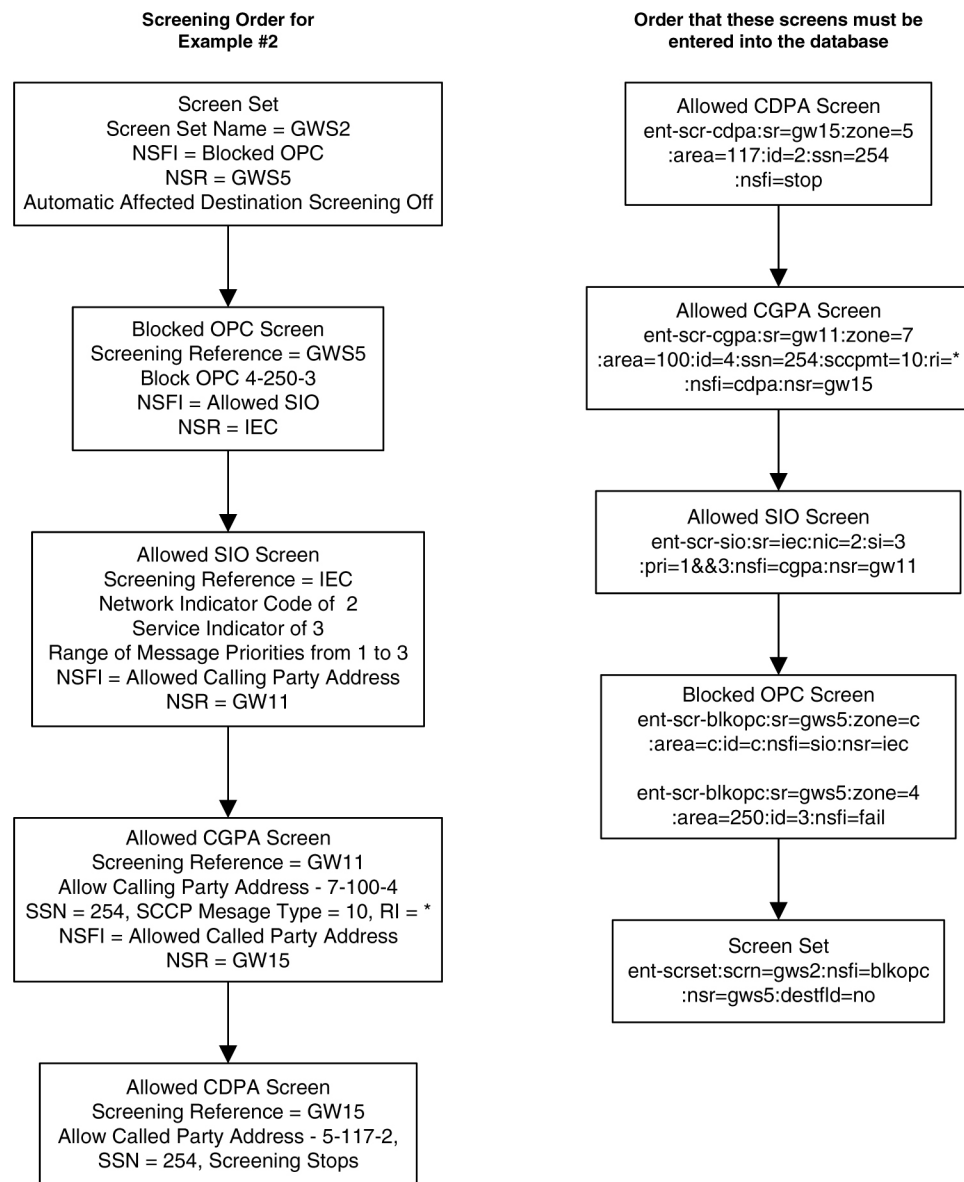 Screening Order for
Example #2
Screen Set
Screen Set Name = GWS2
NSFI = Blocked OPC
NSR = GWS5
Automatic Affected Destination Screening Off
Blocked OPC Screen
Screening Reference = GWS5
Block OPC 4-250-3
NSFI = Allowed SIO
NSR = IEC
Allowed SIO Screen
Screening Reference = IEC
Network Indicator Code of 2
Service Indicator of 3
Range of Message Priorities from 1 to 3
NSFI = Allowed Calling Party Address
NSR = GW11
Allowed CGPA Screen
Screening Reference = GW11
Allow Calling Party Address - 7-100-4
SSN = 254, SCCP Mesage Type = 10, RI = *
NSFI = Allowed Called Party Address
NSR = GW15
Allowed CDPA Screen
Screening Reference = GW15
Allow Called Party Address - 5-117-2,
SSN = 254, Screening Stops
Order that these screens must be
entered into the database
Allowed CDPA Screen
ent-scr-cdpa:sr=gw15:zone=5
:area=117:id=2:ssn=254
:nsfi=stop
Allowed CGPA Screen
ent-scr-cgpa:sr=gw11:zone=7
:area=100:id=4:ssn=254:sccpmt=10:ri=*
:nsfi=cdpa:nsr=gw15
Allowed SIO Screen
ent-scr-sio:sr=iec:nic=2:si=3
:pri=1&&3:nsfi=cgpa:nsr=gw11
Blocked OPC Screen
ent-scr-blkopc:sr=gws5:zone=c
:area=c:id=c:nsfi=sio:nsr=iec
ent-scr-blkopc:sr=gws5:zone=4
:area=250:id=3:nsfi=fail
Screen Set
ent-scrset:scrn=gws2:nsfi=blkopc
:nsr=gws5:destfld=no